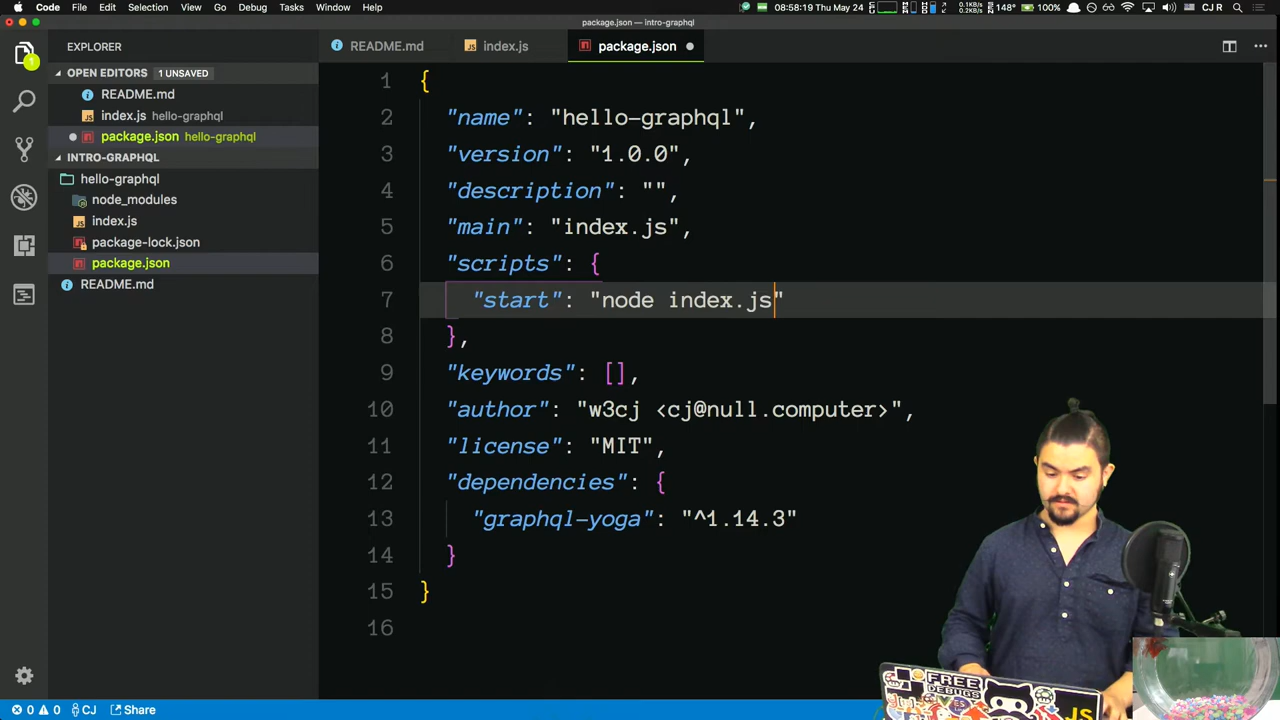 Code File Edit Selection View Go Debug Tasks Window Help
08:58:19 Thu May 24
148° 100% CJ R
package.json — intro-graphql
EXPLORER
README.md
index.js
package.json
OPEN EDITORS 1 UNSAVED
README.md
index.js hello-graphql
package.json hello-graphql
INTRO-GRAPHQL
hello-graphql
node_modules
index.js
package-lock.json
package.json
README.md
1 {
2 "name": "hello-graphql",
3 "version": "1.0.0",
4 "description": "",
5 "main": "index.js",
6 "scripts": {
7 "start": "node index.js"
8 },
9 "keywords": [],
10 "author": "w3cj <cj@null.computer>",
11 "license": "MIT",
12 "dependencies": {
13 "graphql-yoga": "^1.14.3"
14 }
15 }
16
FREE
DEBUGS
JS
0 0 CJ Share